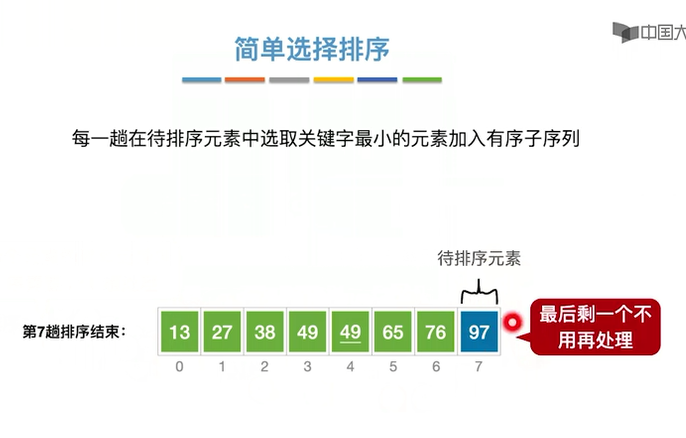 简单选择排序
中国大
每一趟在待排序元素中选取关键字最小的元素加入有序子序列
待排序元素
第7趟排序结束：
13 27 38 49 49 65 76 97
0 1 2 3 4 5 6 7
最后剩一个不
用再处理